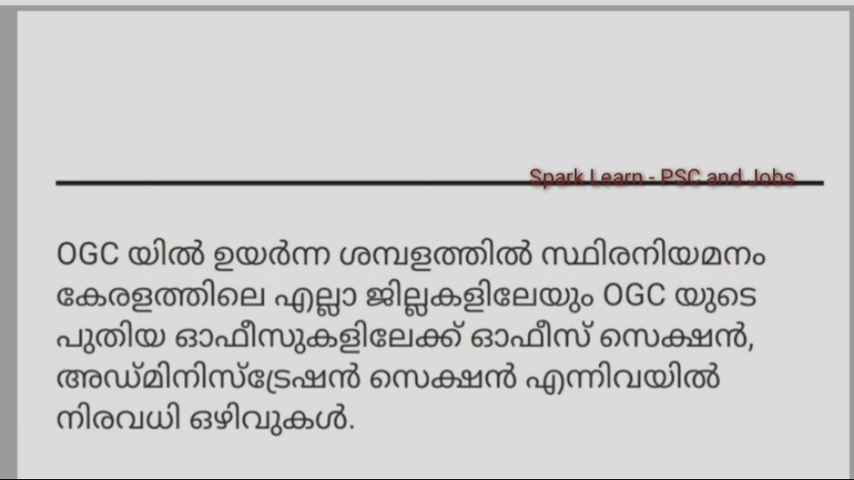 Spark Learn - PSC and Jobs
OGC യിൽ ഉയർന്ന ശമ്പളത്തിൽ സ്ഥിരനിയമനം
കേരളത്തിലെ എല്ലാ ജില്ലകളിലേയും OGC യുടെ
പുതിയ ഓഫീസുകളിലേക്ക് ഓഫീസ് സെക്ഷൻ,
അഡ്മിനിസ്ട്രേഷൻ സെക്ഷൻ എന്നിവയിൽ
നിരവധി ഒഴിവുകൾ.